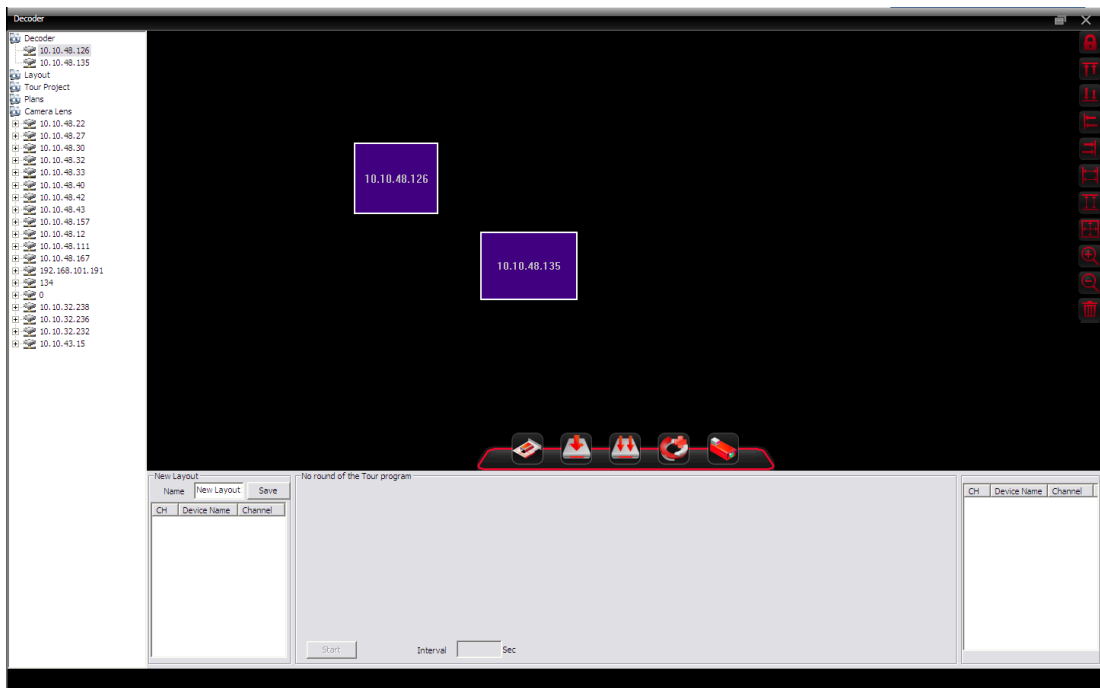 Decoder
Decoder
10.10.48.126
10.10.48.135
Layout
Tour Project
Plans
Camera Lens
10.10.48.22
10.10.48.27
10.10.48.30
10.10.48.32
10.10.48.33
10.10.48.40
10.10.48.42
10.10.48.43
10.10.48.157
10.10.48.12
10.10.48.111
10.10.48.167
192.168.101.191
134
0
10.10.32.238
10.10.32.236
10.10.32.232
10.10.43.15
10.10.48.126
10.10.48.135
New Layout
Name New Layout Save
CH Device Name Channel
No round of the Tour program
Start Interval Sec
CH Device Name Channel